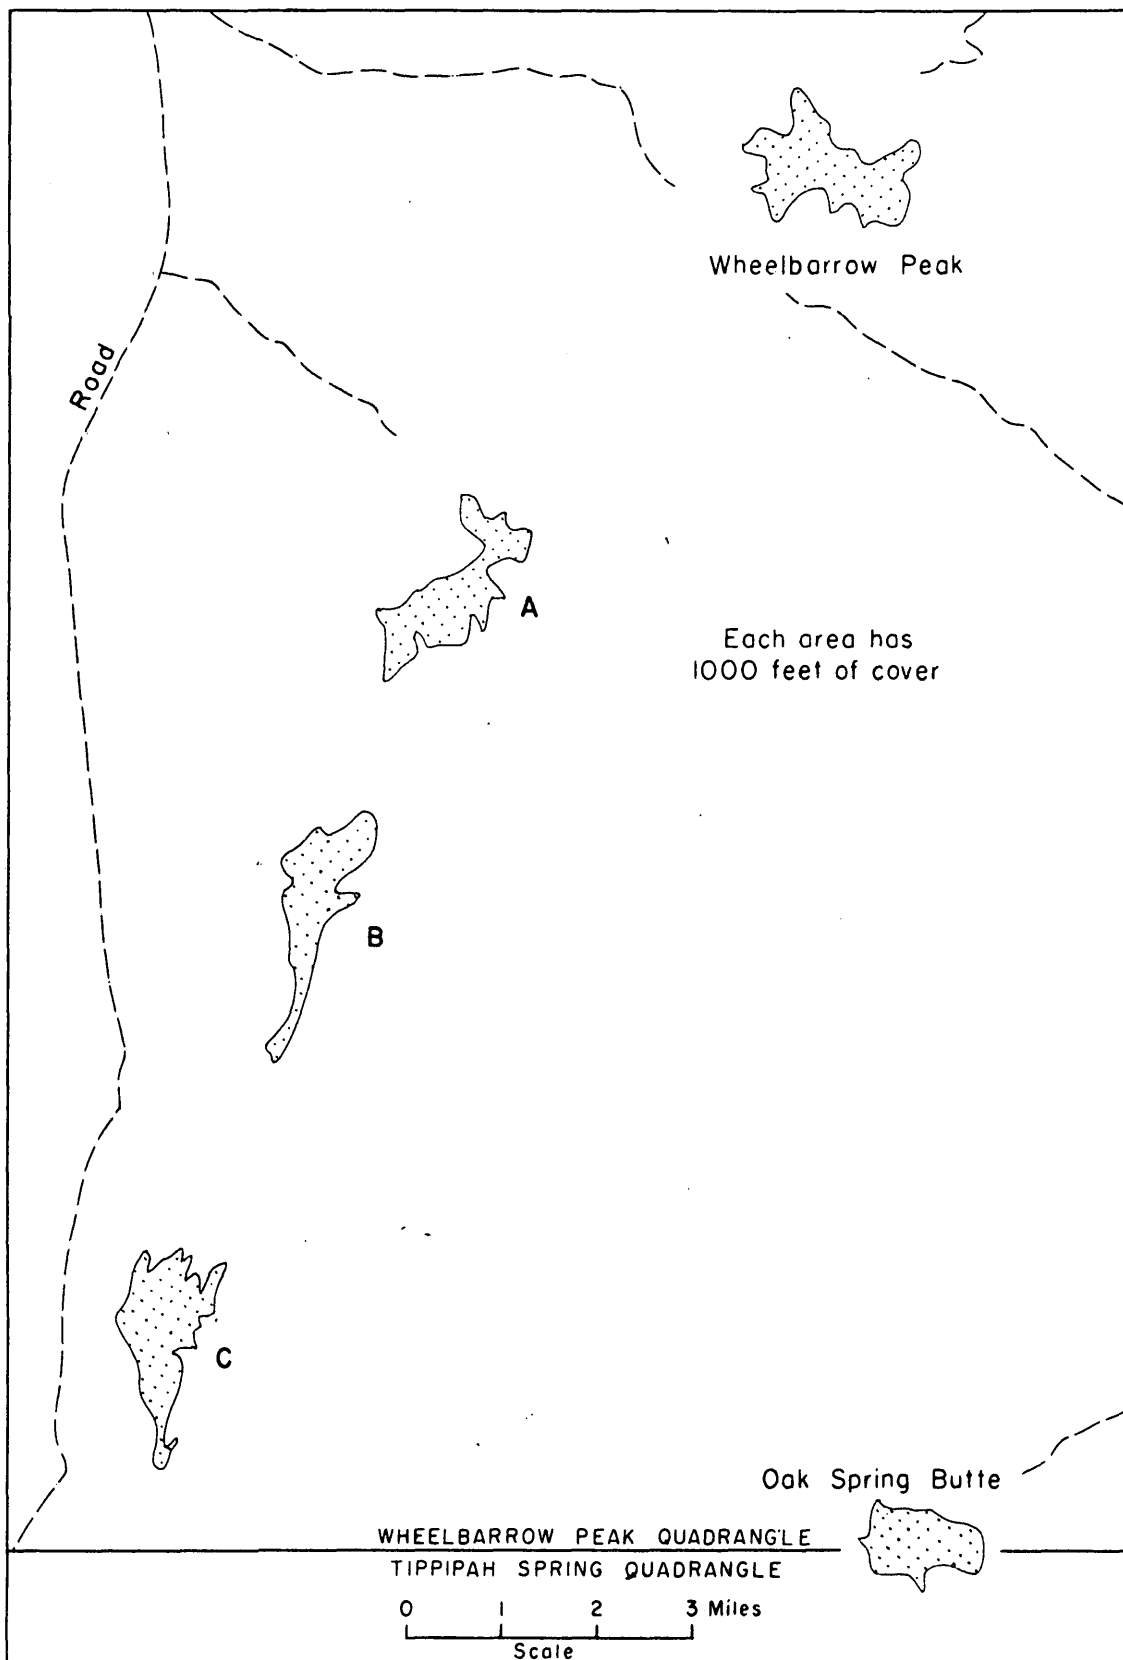 Wheelbarrow Peak
Road
A
Each area has
1000 feet of cover
B
C
Oak Spring Butte
WHEELBARROW PEAK QUADRANGLE
TIPPIPAH SPRING QUADRANGLE
0 1 2 3 Miles
Scale